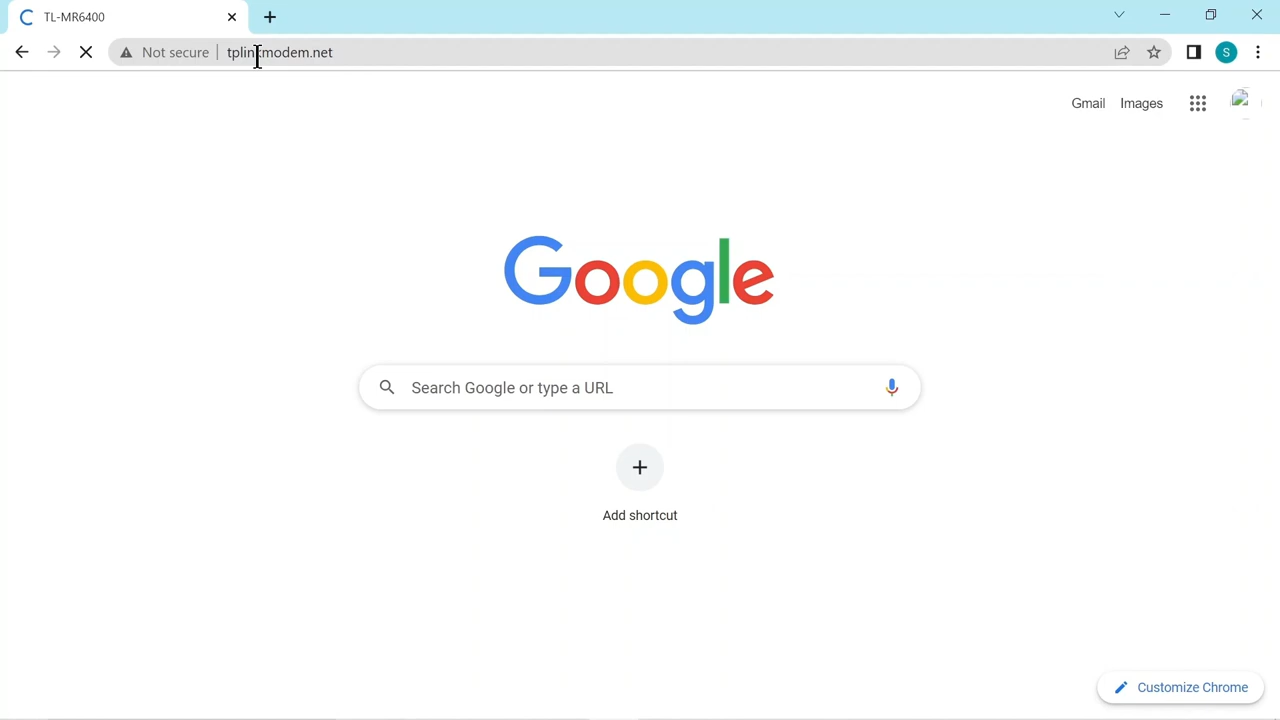 TL-MR6400
Not secure tplinkmodem.net
S
Gmail Images
Google
Search Google or type a URL
Add shortcut
Customize Chrome